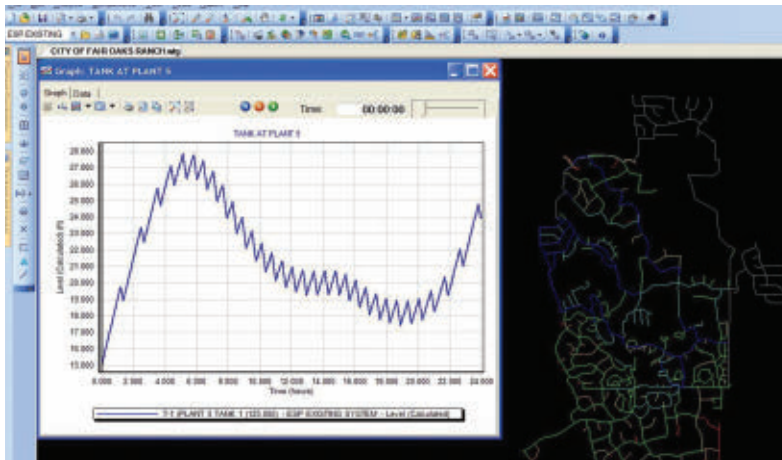 ESP EXISTING
CITY OF FAIR OAKS RANCH.wtg
Graph: TANK AT PLANT 5
Graph Data
Time: 00:00:00
TANK AT PLANT 5
Level (Calculated) (ft)
28.000
27.000
26.000
25.000
24.000
23.000
22.000
21.000
20.000
19.000
18.000
17.000
16.000
15.000
0.000 2.000 4.000 6.000 8.000 10.000 12.000 14.000 16.000 18.000 20.000 22.000 24.000
Time (hours)
T-1 (PLANT 5 TANK 1 (120,000) - ESP EXISTING SYSTEM - Level (Calculated)